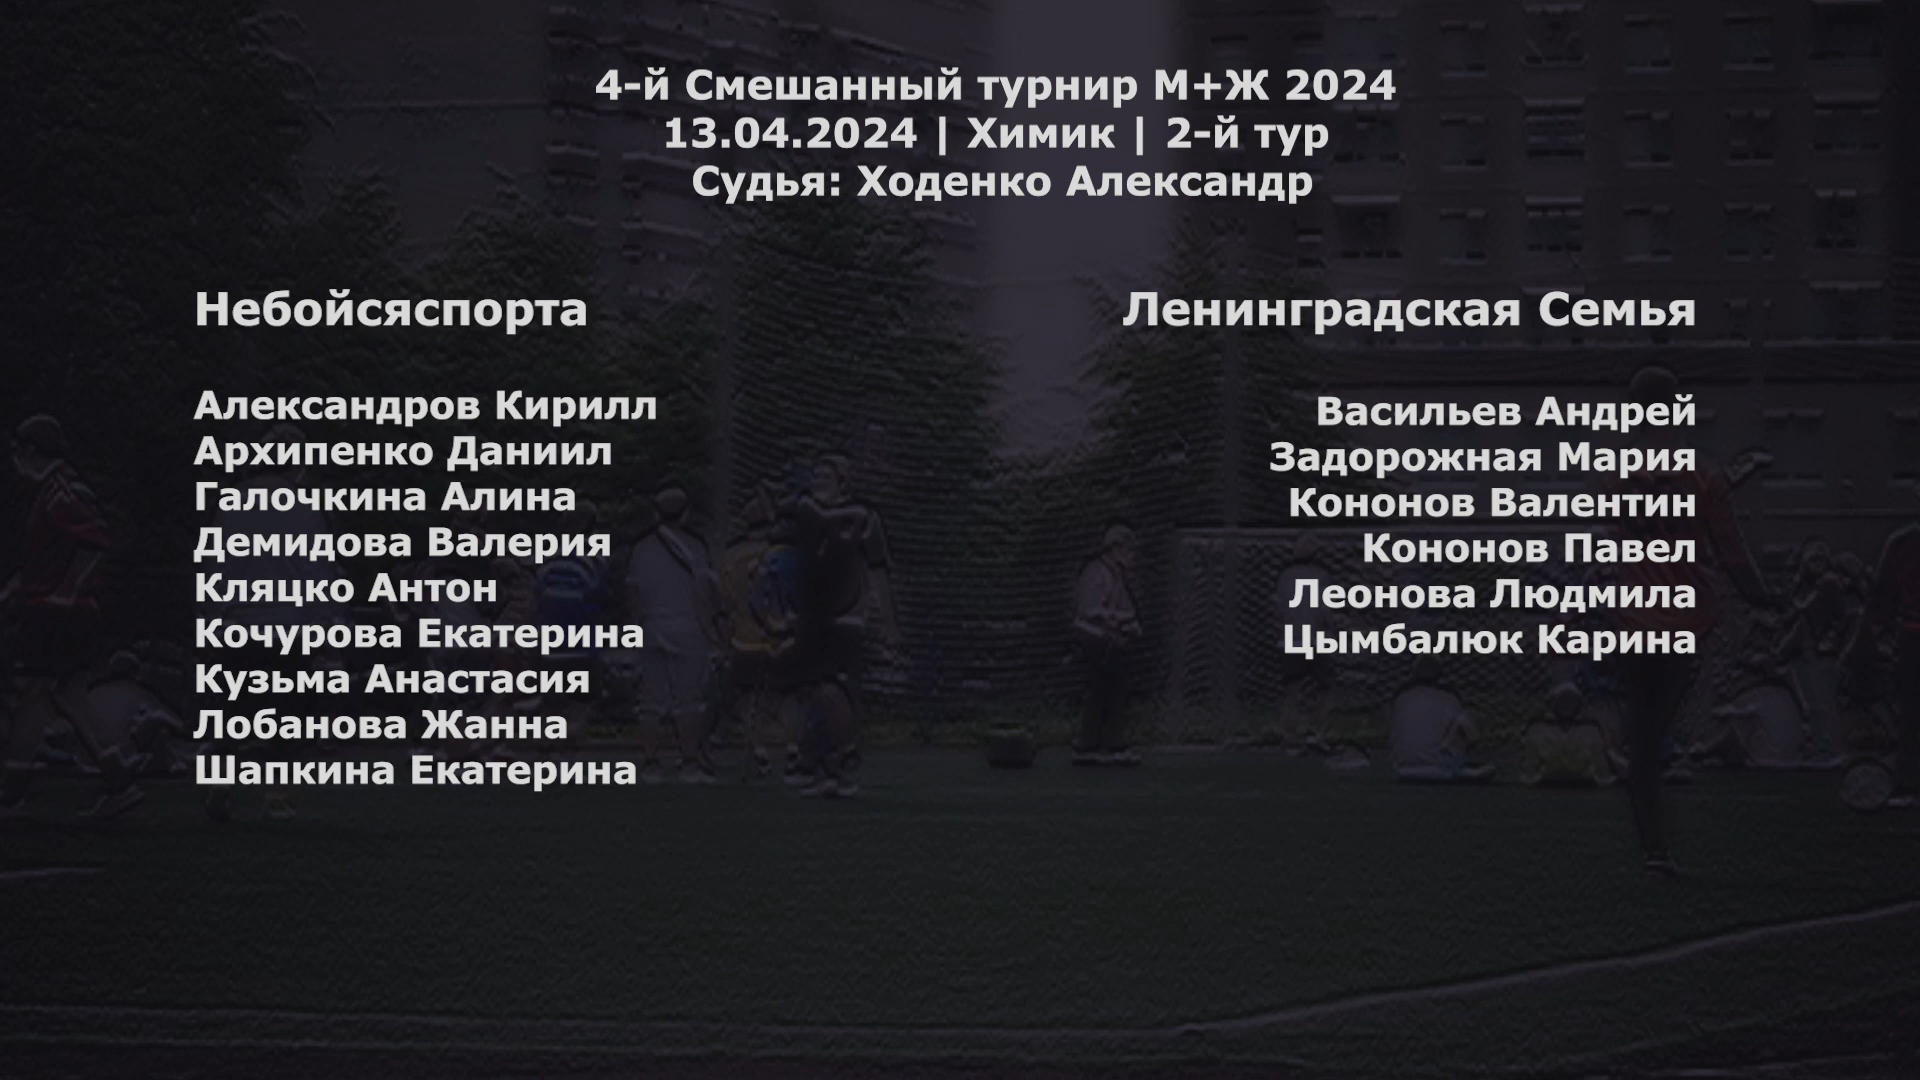 4-й Смешанный турнир М+Ж 2024
13.04.2024 | Химик | 2-й тур
Судья: Ходенко Александр
Небойсяспорта
Александров Кирилл
Архипенко Даниил
Галочкина Алина
Демидова Валерия
Кляцко Антон
Кочурова Екатерина
Кузьма Анастасия
Лобанова Жанна
Шапкина Екатерина
Ленинградская Семья
Васильев Андрей
Задорожная Мария
Кононов Валентин
Кононов Павел
Леонова Людмила
Цымбалюк Карина